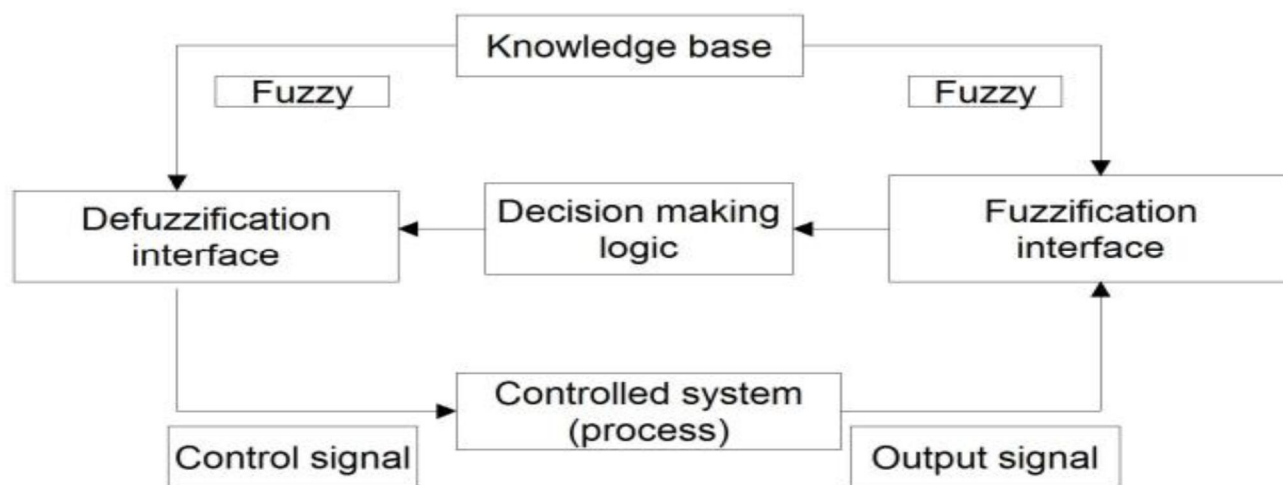 Knowledge base
Fuzzy
Fuzzy
Defuzzification
interface
Decision making
logic
Fuzzification
interface
Controlled system
(process)
Control signal
Output signal